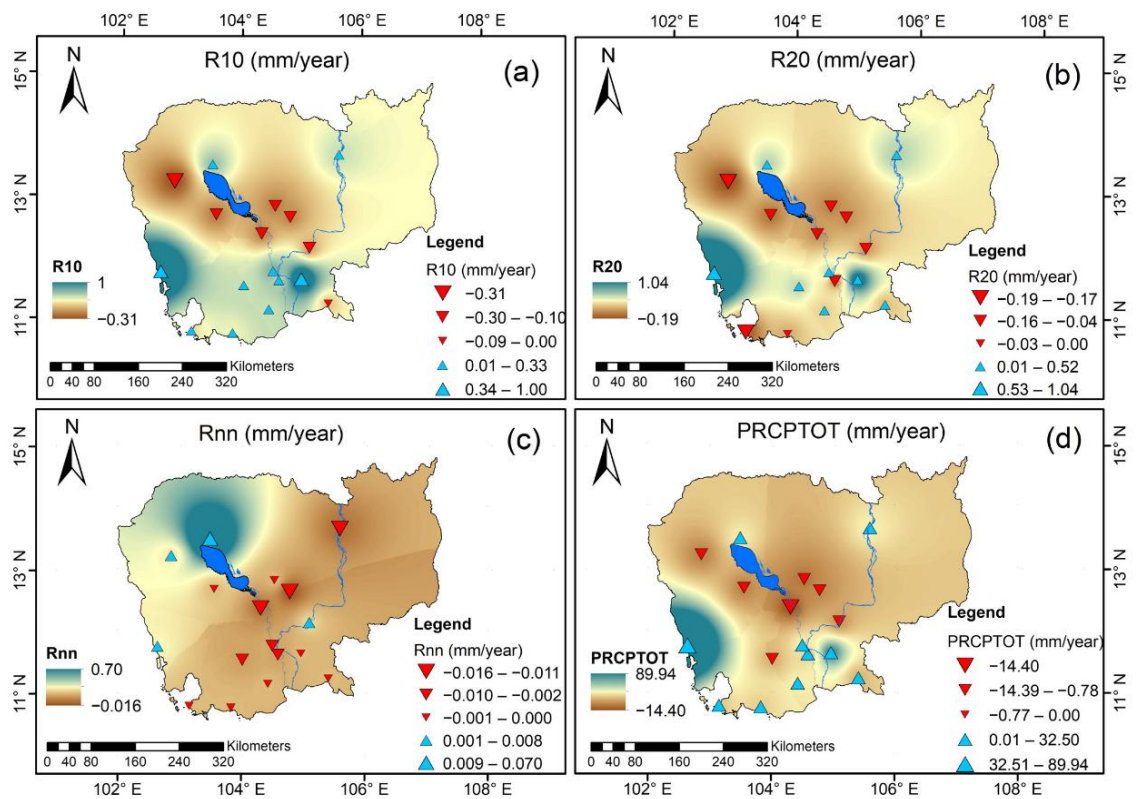 102° E 104° E 106° E 102° E 104° E 106° E
N R10 (mm/year) (a)
15° N
13° N
11° N
R10
1
−0.31
0 40 80 160 240 320 Kilometers
Legend
R10 (mm/year)
−0.31
−0.30 – −0.10
−0.09 – 0.00
0.01 – 0.33
0.34 – 1.00
N R20 (mm/year) (b)
15° N
13° N
11° N
R20
1.04
−0.19
0 40 80 160 240 320 Kilometers
Legend
R20 (mm/year)
−0.19 – −0.17
−0.16 – −0.04
−0.03 – 0.00
0.01 – 0.52
0.53 – 1.04
N Rnn (mm/year) (c)
15° N
13° N
11° N
Rnn
0.70
−0.016
0 40 80 160 240 320 Kilometers
Legend
Rnn (mm/year)
−0.016 – −0.011
−0.010 – −0.002
−0.001 – 0.000
0.001 – 0.008
0.009 – 0.070
N PRCPTOT (mm/year) (d)
15° N
13° N
11° N
PRCPTOT
89.94
−14.40
0 40 80 160 240 320 Kilometers
Legend
PRCPTOT (mm/year)
−14.40
−14.39 – −0.78
−0.77 – 0.00
0.01 – 32.50
32.51 – 89.94
102° E 104° E 106° E 102° E 104° E 106° E